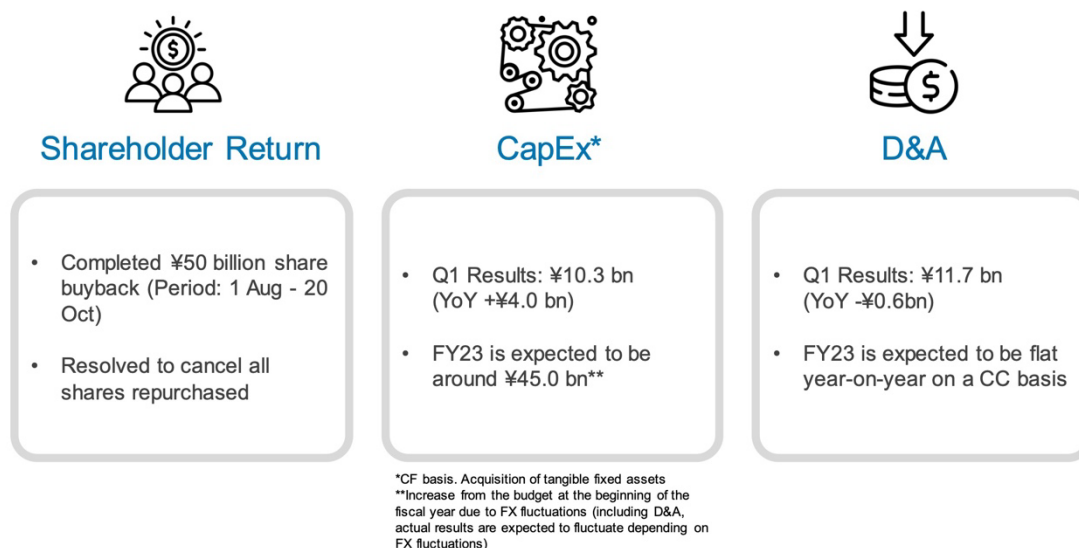 Shareholder Return
• Completed ¥50 billion share
buyback (Period: 1 Aug - 20
Oct)
• Resolved to cancel all
shares repurchased
CapEx*
• Q1 Results: ¥10.3 bn
(YoY +¥4.0 bn)
• FY23 is expected to be
around ¥45.0 bn**
*CF basis. Acquisition of tangible fixed assets
**Increase from the budget at the beginning of the
fiscal year due to FX fluctuations (including D&A,
actual results are expected to fluctuate depending on
FX fluctuations)
D&A
• Q1 Results: ¥11.7 bn
(YoY -¥0.6bn)
• FY23 is expected to be flat
year-on-year on a CC basis